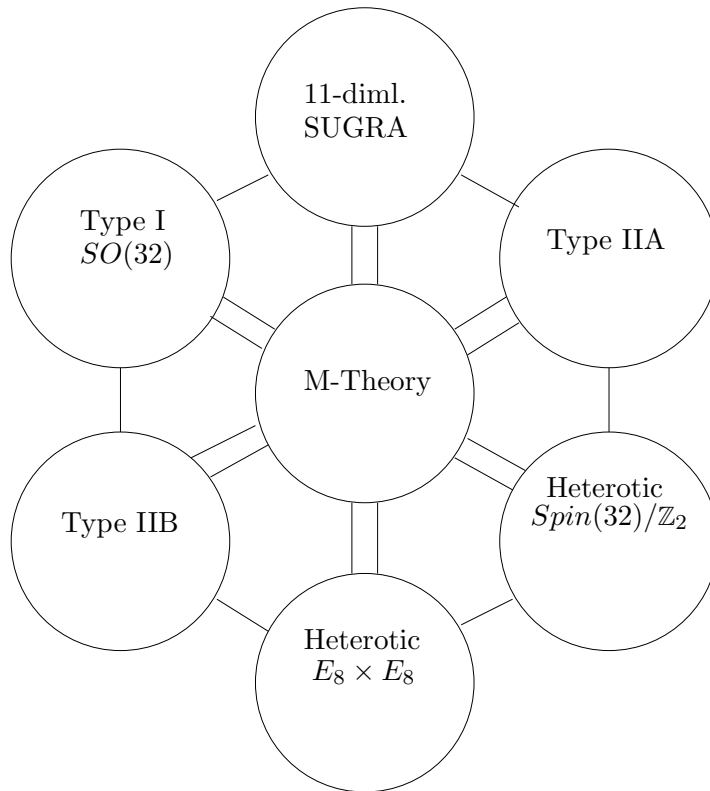 11-diml.
SUGRA
Type I
SO(32)
Type IIA
M-Theory
Type IIB
Heterotic
Spin(32)/ℤ₂
Heterotic
E₈ × E₈